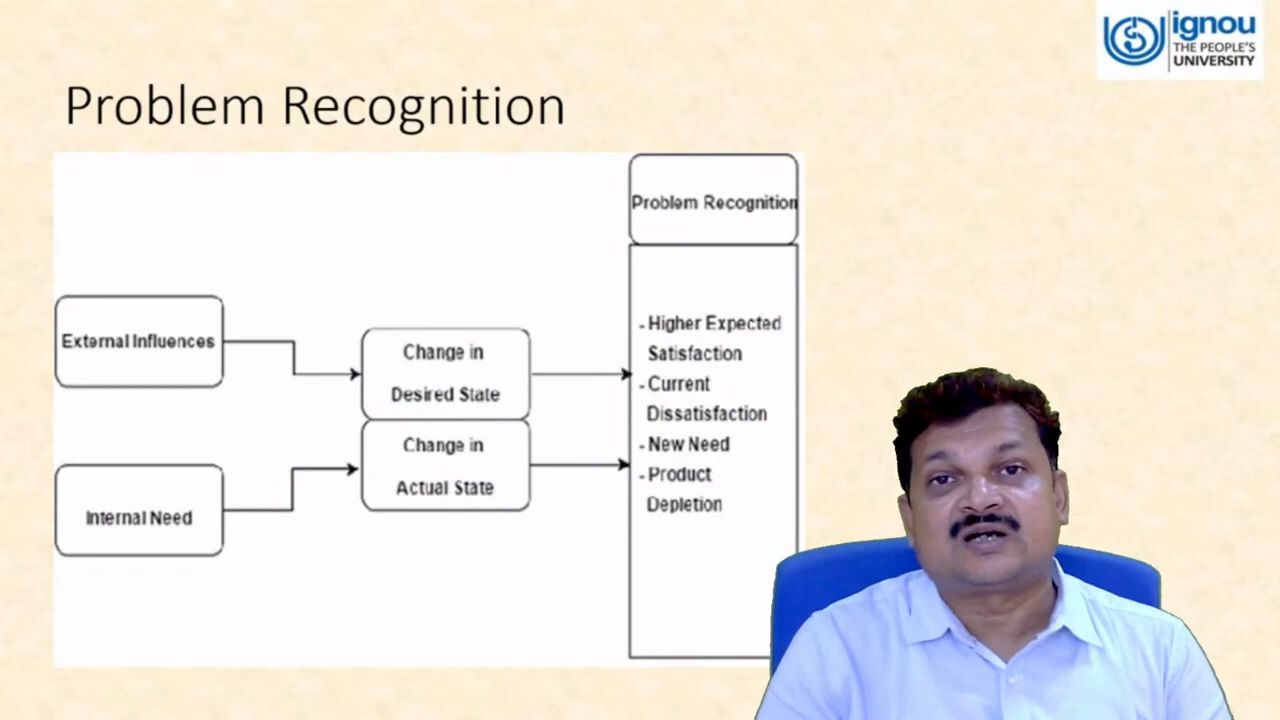 ignou
THE PEOPLE'S
UNIVERSITY
Problem Recognition
Problem Recognition
External Influences
Change in
Desired State
Internal Need
Change in
Actual State
- Higher Expected
Satisfaction
- Current
Dissatisfaction
- New Need
- Product
Depletion